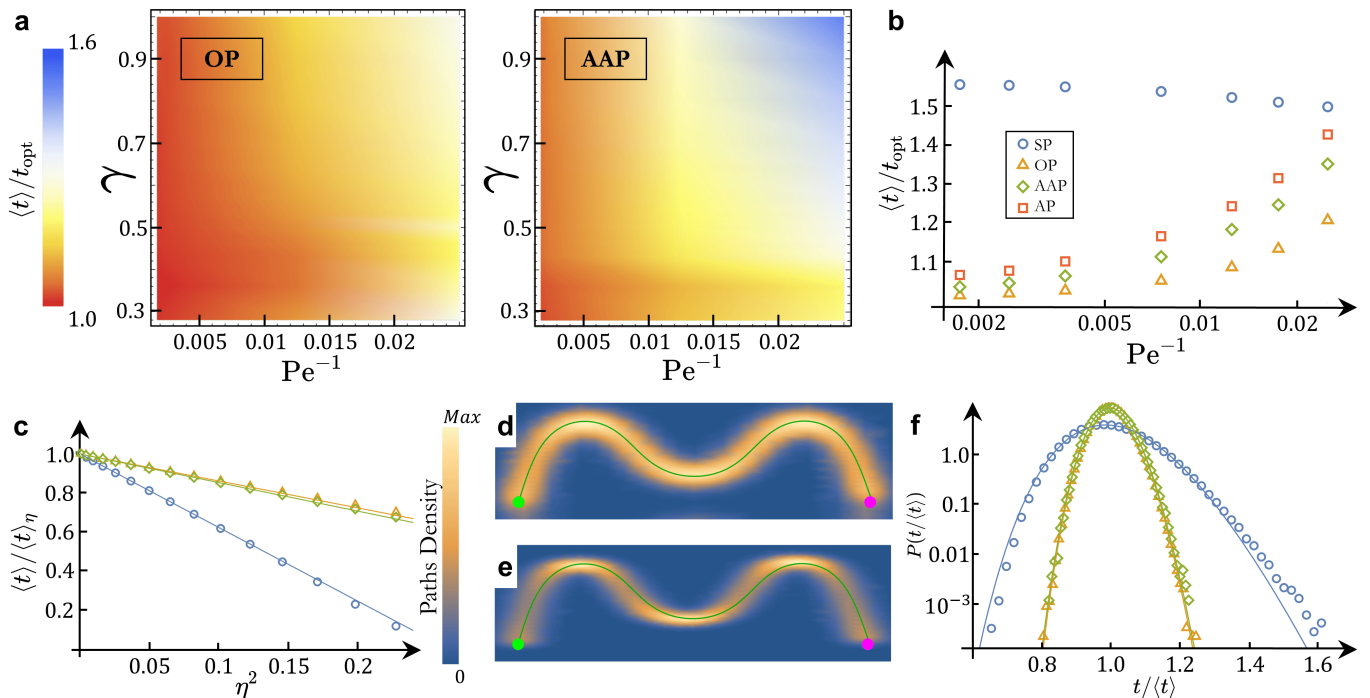 a
1.6
⟨t⟩/t_opt
1.0
OP
γ
0.9
0.7
0.5
0.3
0.005 0.01 0.015 0.02
Pe⁻¹
AAP
γ
0.9
0.7
0.5
0.3
0.005 0.01 0.015 0.02
Pe⁻¹
b
⟨t⟩/t_opt
1.5
1.4
1.3
1.2
1.1
SP
OP
AAP
AP
0.002 0.005 0.01 0.02
Pe⁻¹
c
⟨t⟩/⟨t⟩_η
1.0
0.8
0.6
0.4
0.2
0.05 0.1 0.15 0.2
η²
Max
Paths Density
0
d
e
f
P(t/⟨t⟩)
5.0
1.0
0.1
0.01
10⁻³
0.8 1.0 1.2 1.4 1.6
t/⟨t⟩